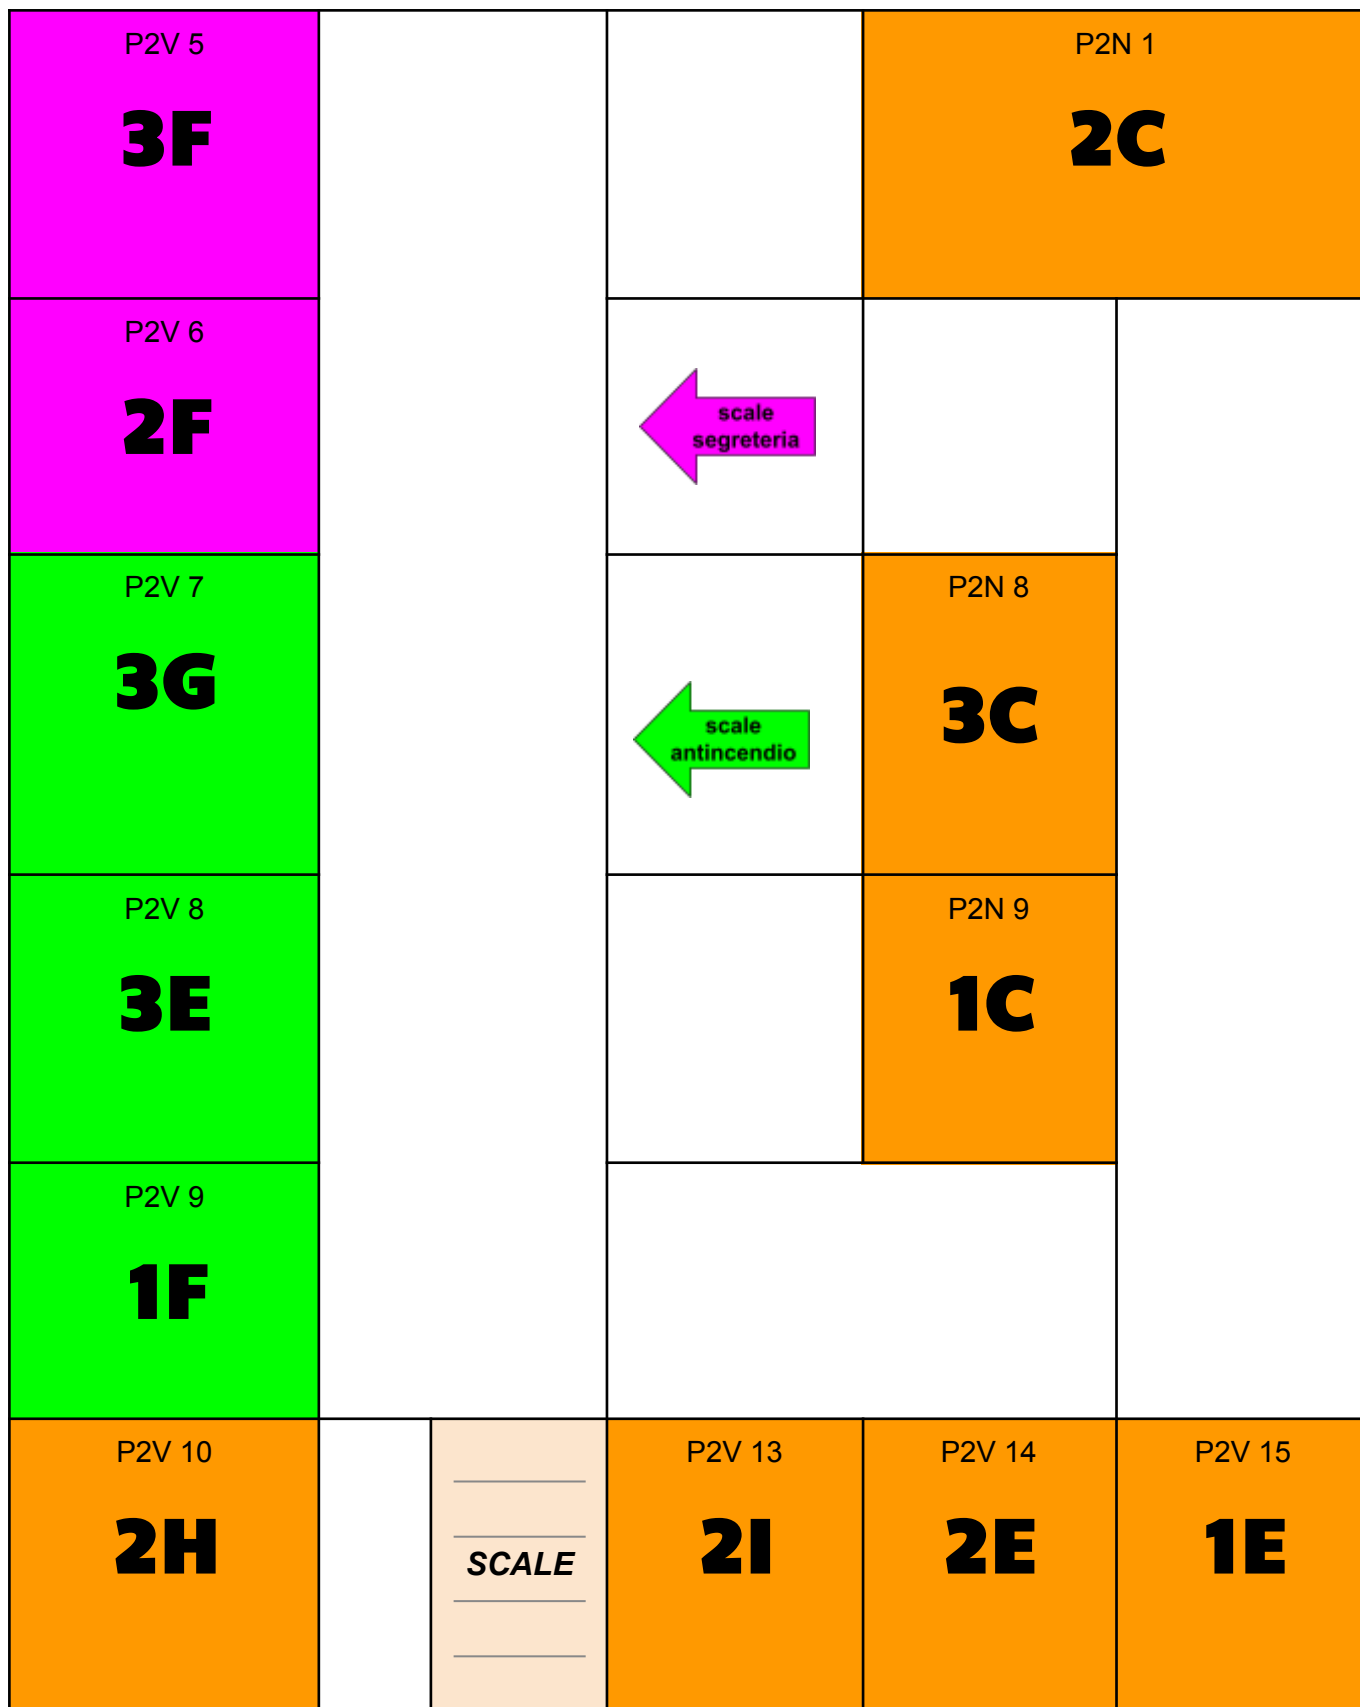 P2V 5
3F
P2N 1
2C
P2V 6
2F
scale
segreteria
P2V 7
3G
scale
antincendio
P2N 8
3C
P2V 8
3E
P2N 9
1C
P2V 9
1F
P2V 10
2H
SCALE
P2V 13
2I
P2V 14
2E
P2V 15
1E